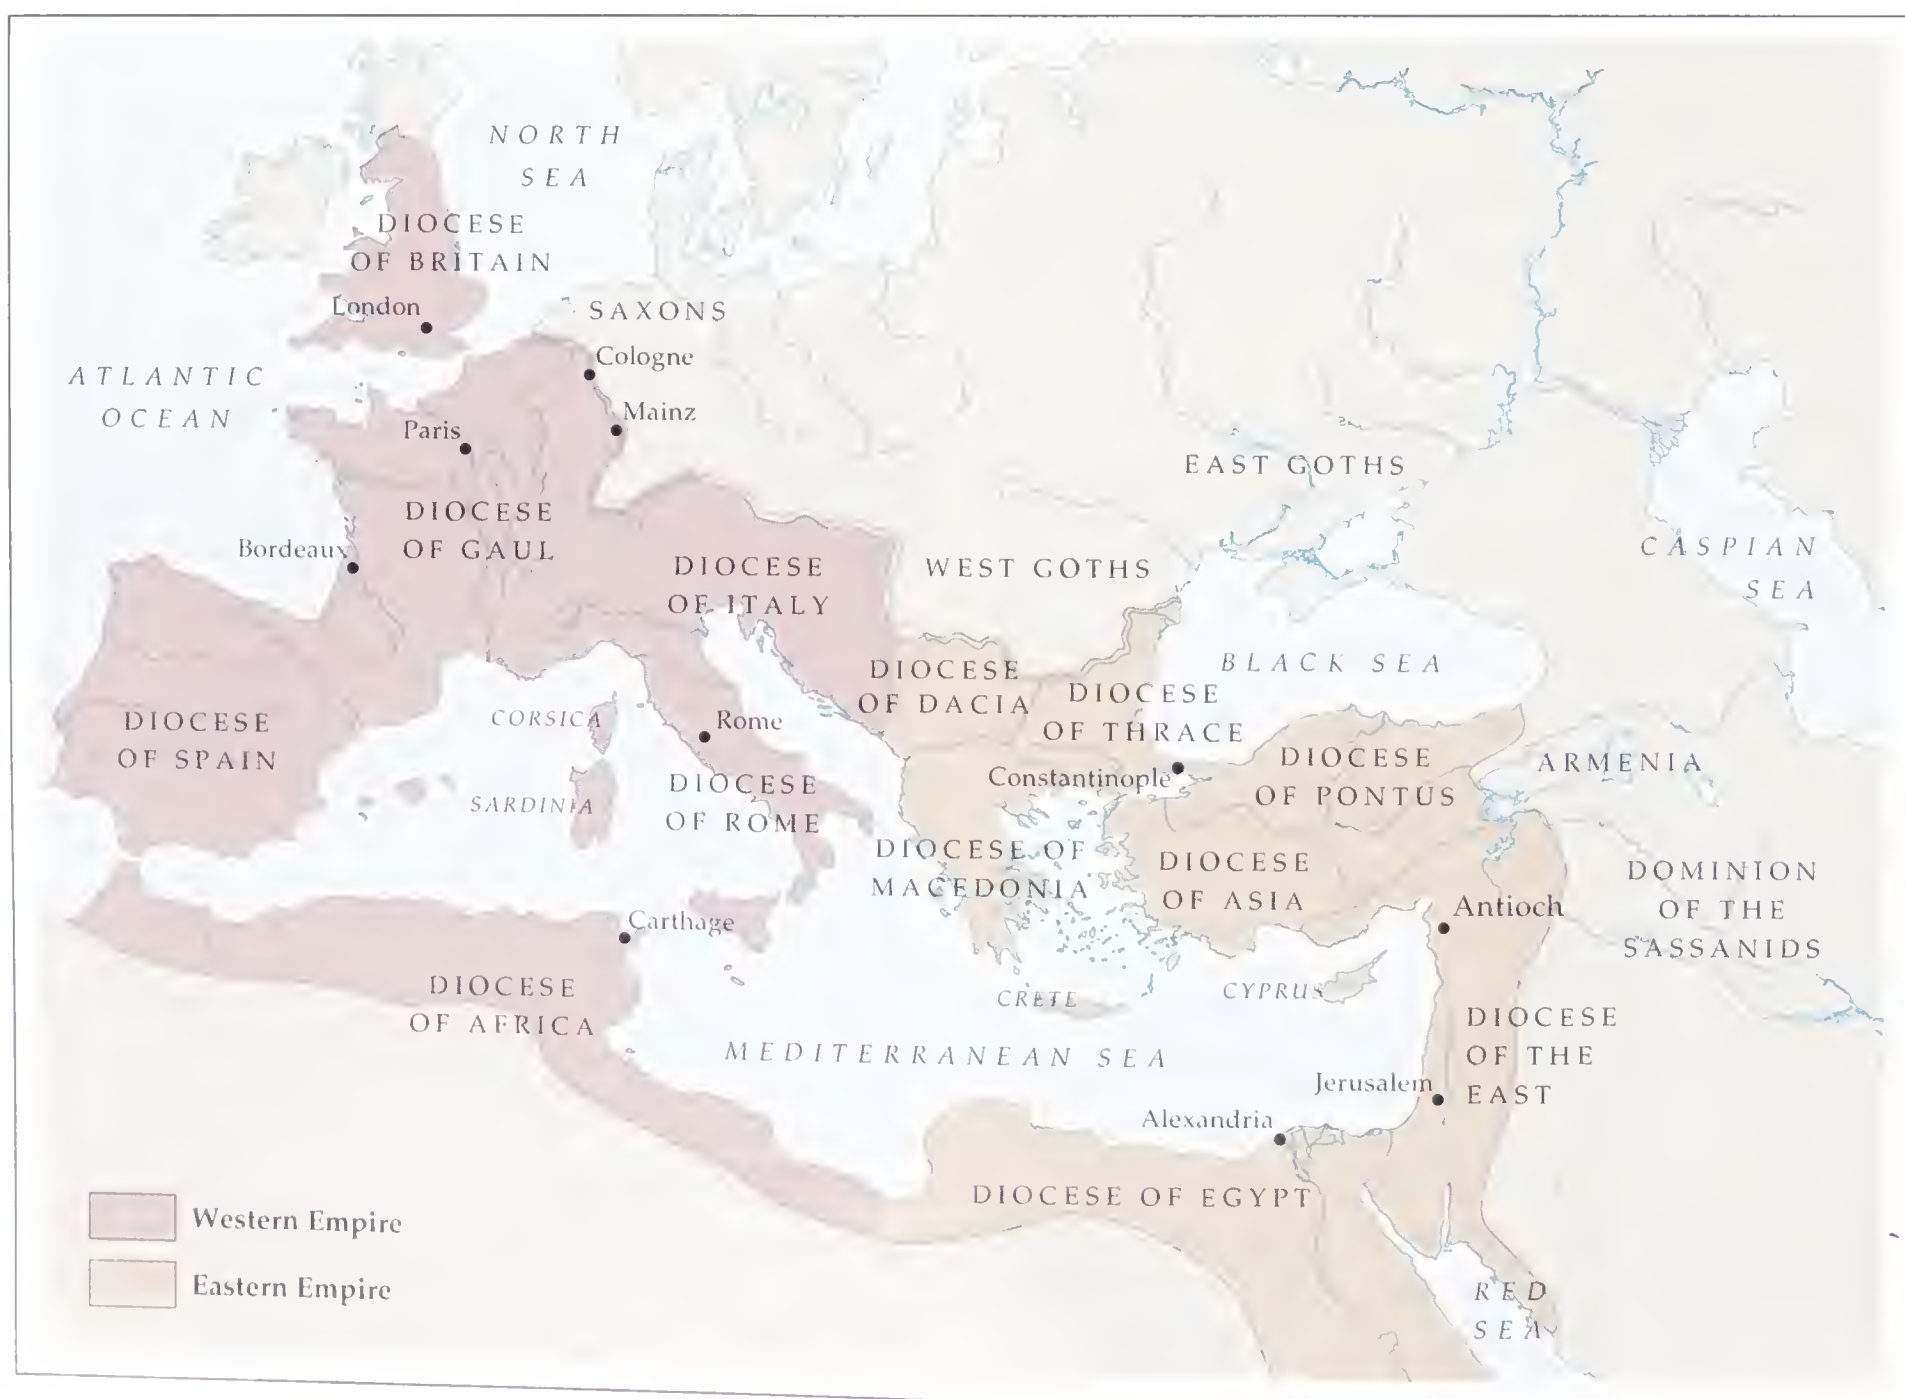 NORTH
SEA
DIOCESE
OF BRITAIN
London
SAXONS
Cologne
ATLANTIC
OCEAN
Mainz
Paris
EAST GOTHS
DIOCESE
OF GAUL
Bordeaux
DIOCESE
OF ITALY
WEST GOTHS
CASPIAN
SEA
DIOCESE
OF SPAIN
CORSICA
Rome
SARDINIA
DIOCESE
OF ROME
DIOCESE
OF DACIA
DIOCESE
OF THRACE
BLACK SEA
Constantinople
DIOCESE
OF PONTUS
ARMENIA
DIOCESE OF
MACEDONIA
DIOCESE
OF ASIA
DOMINION
OF THE
SASSANIDS
Antioch
Carthage
DIOCESE
OF AFRICA
CRETE
CYPRUS
MEDITERRANEAN SEA
DIOCESE
OF THE
EAST
Jerusalem
Alexandria
DIOCESE OF EGYPT
RED
SEA
Western Empire
Eastern Empire